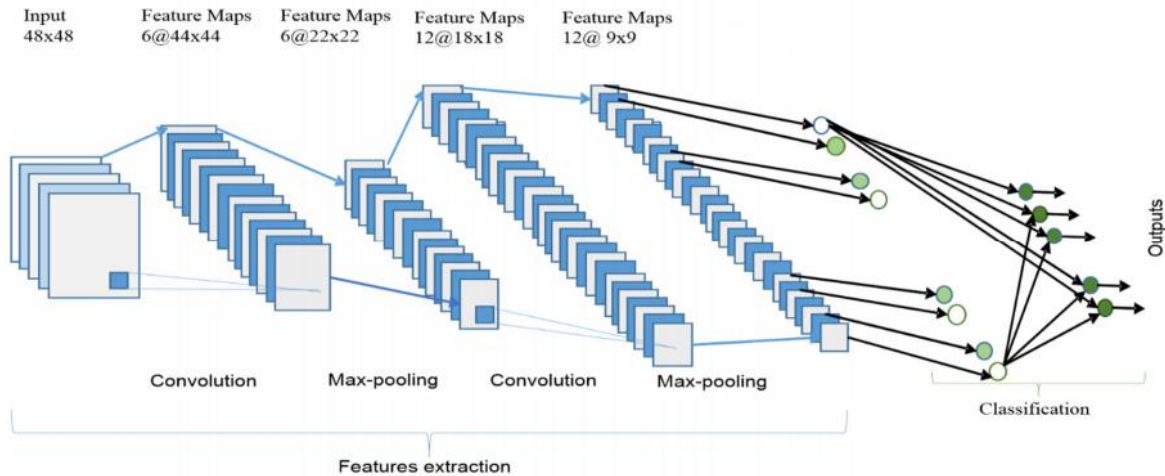 Input
48x48
Feature Maps
6@44x44
Feature Maps
6@22x22
Feature Maps
12@18x18
Feature Maps
12@ 9x9
Outputs
Convolution
Max-pooling
Convolution
Max-pooling
Classification
Features extraction